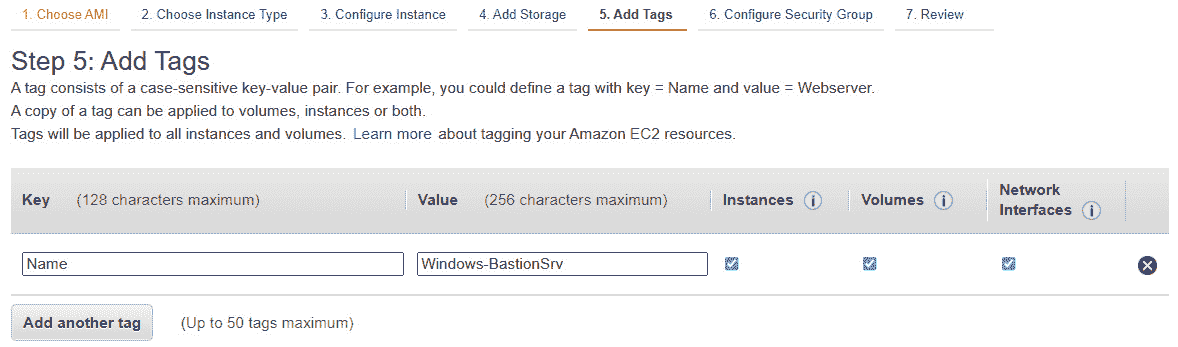 1. Choose AMI 2. Choose Instance Type 3. Configure Instance 4. Add Storage 5. Add Tags 6. Configure Security Group 7. Review
Step 5: Add Tags
A tag consists of a case-sensitive key-value pair. For example, you could define a tag with key = Name and value = Webserver.
A copy of a tag can be applied to volumes, instances or both.
Tags will be applied to all instances and volumes. Learn more about tagging your Amazon EC2 resources.
Key (128 characters maximum) Value (256 characters maximum) Instances i Volumes i Network Interfaces i
Name Windows-BastionSrv
Add another tag (Up to 50 tags maximum)